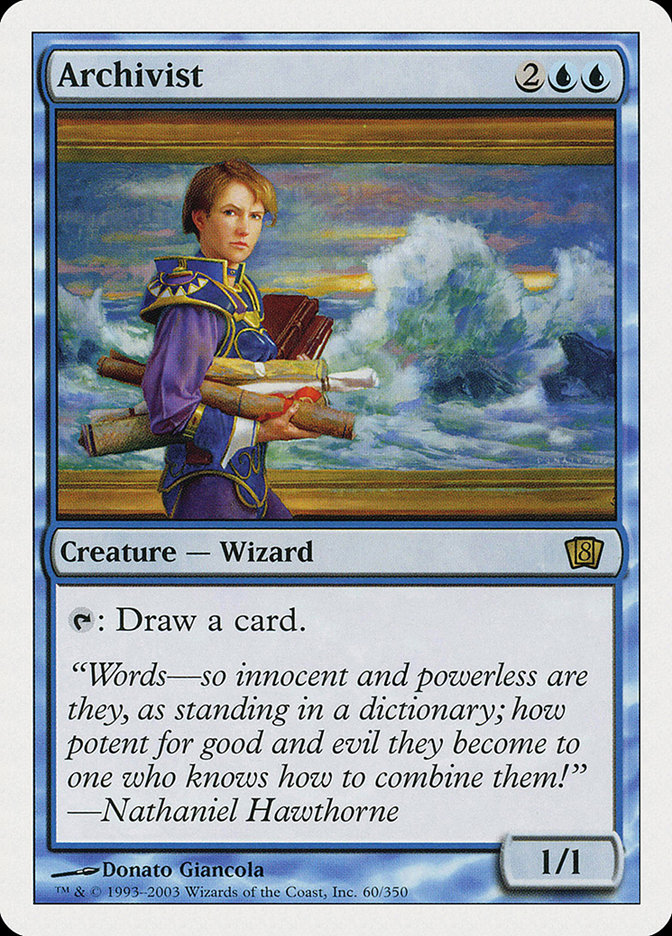 Archivist 2
Creature — Wizard 8
: Draw a card.
“Words—so innocent and powerless are
they, as standing in a dictionary; how
potent for good and evil they become to
one who knows how to combine them!”
—Nathaniel Hawthorne
1/1
Donato Giancola
™ & © 1993–2003 Wizards of the Coast, Inc. 60/350